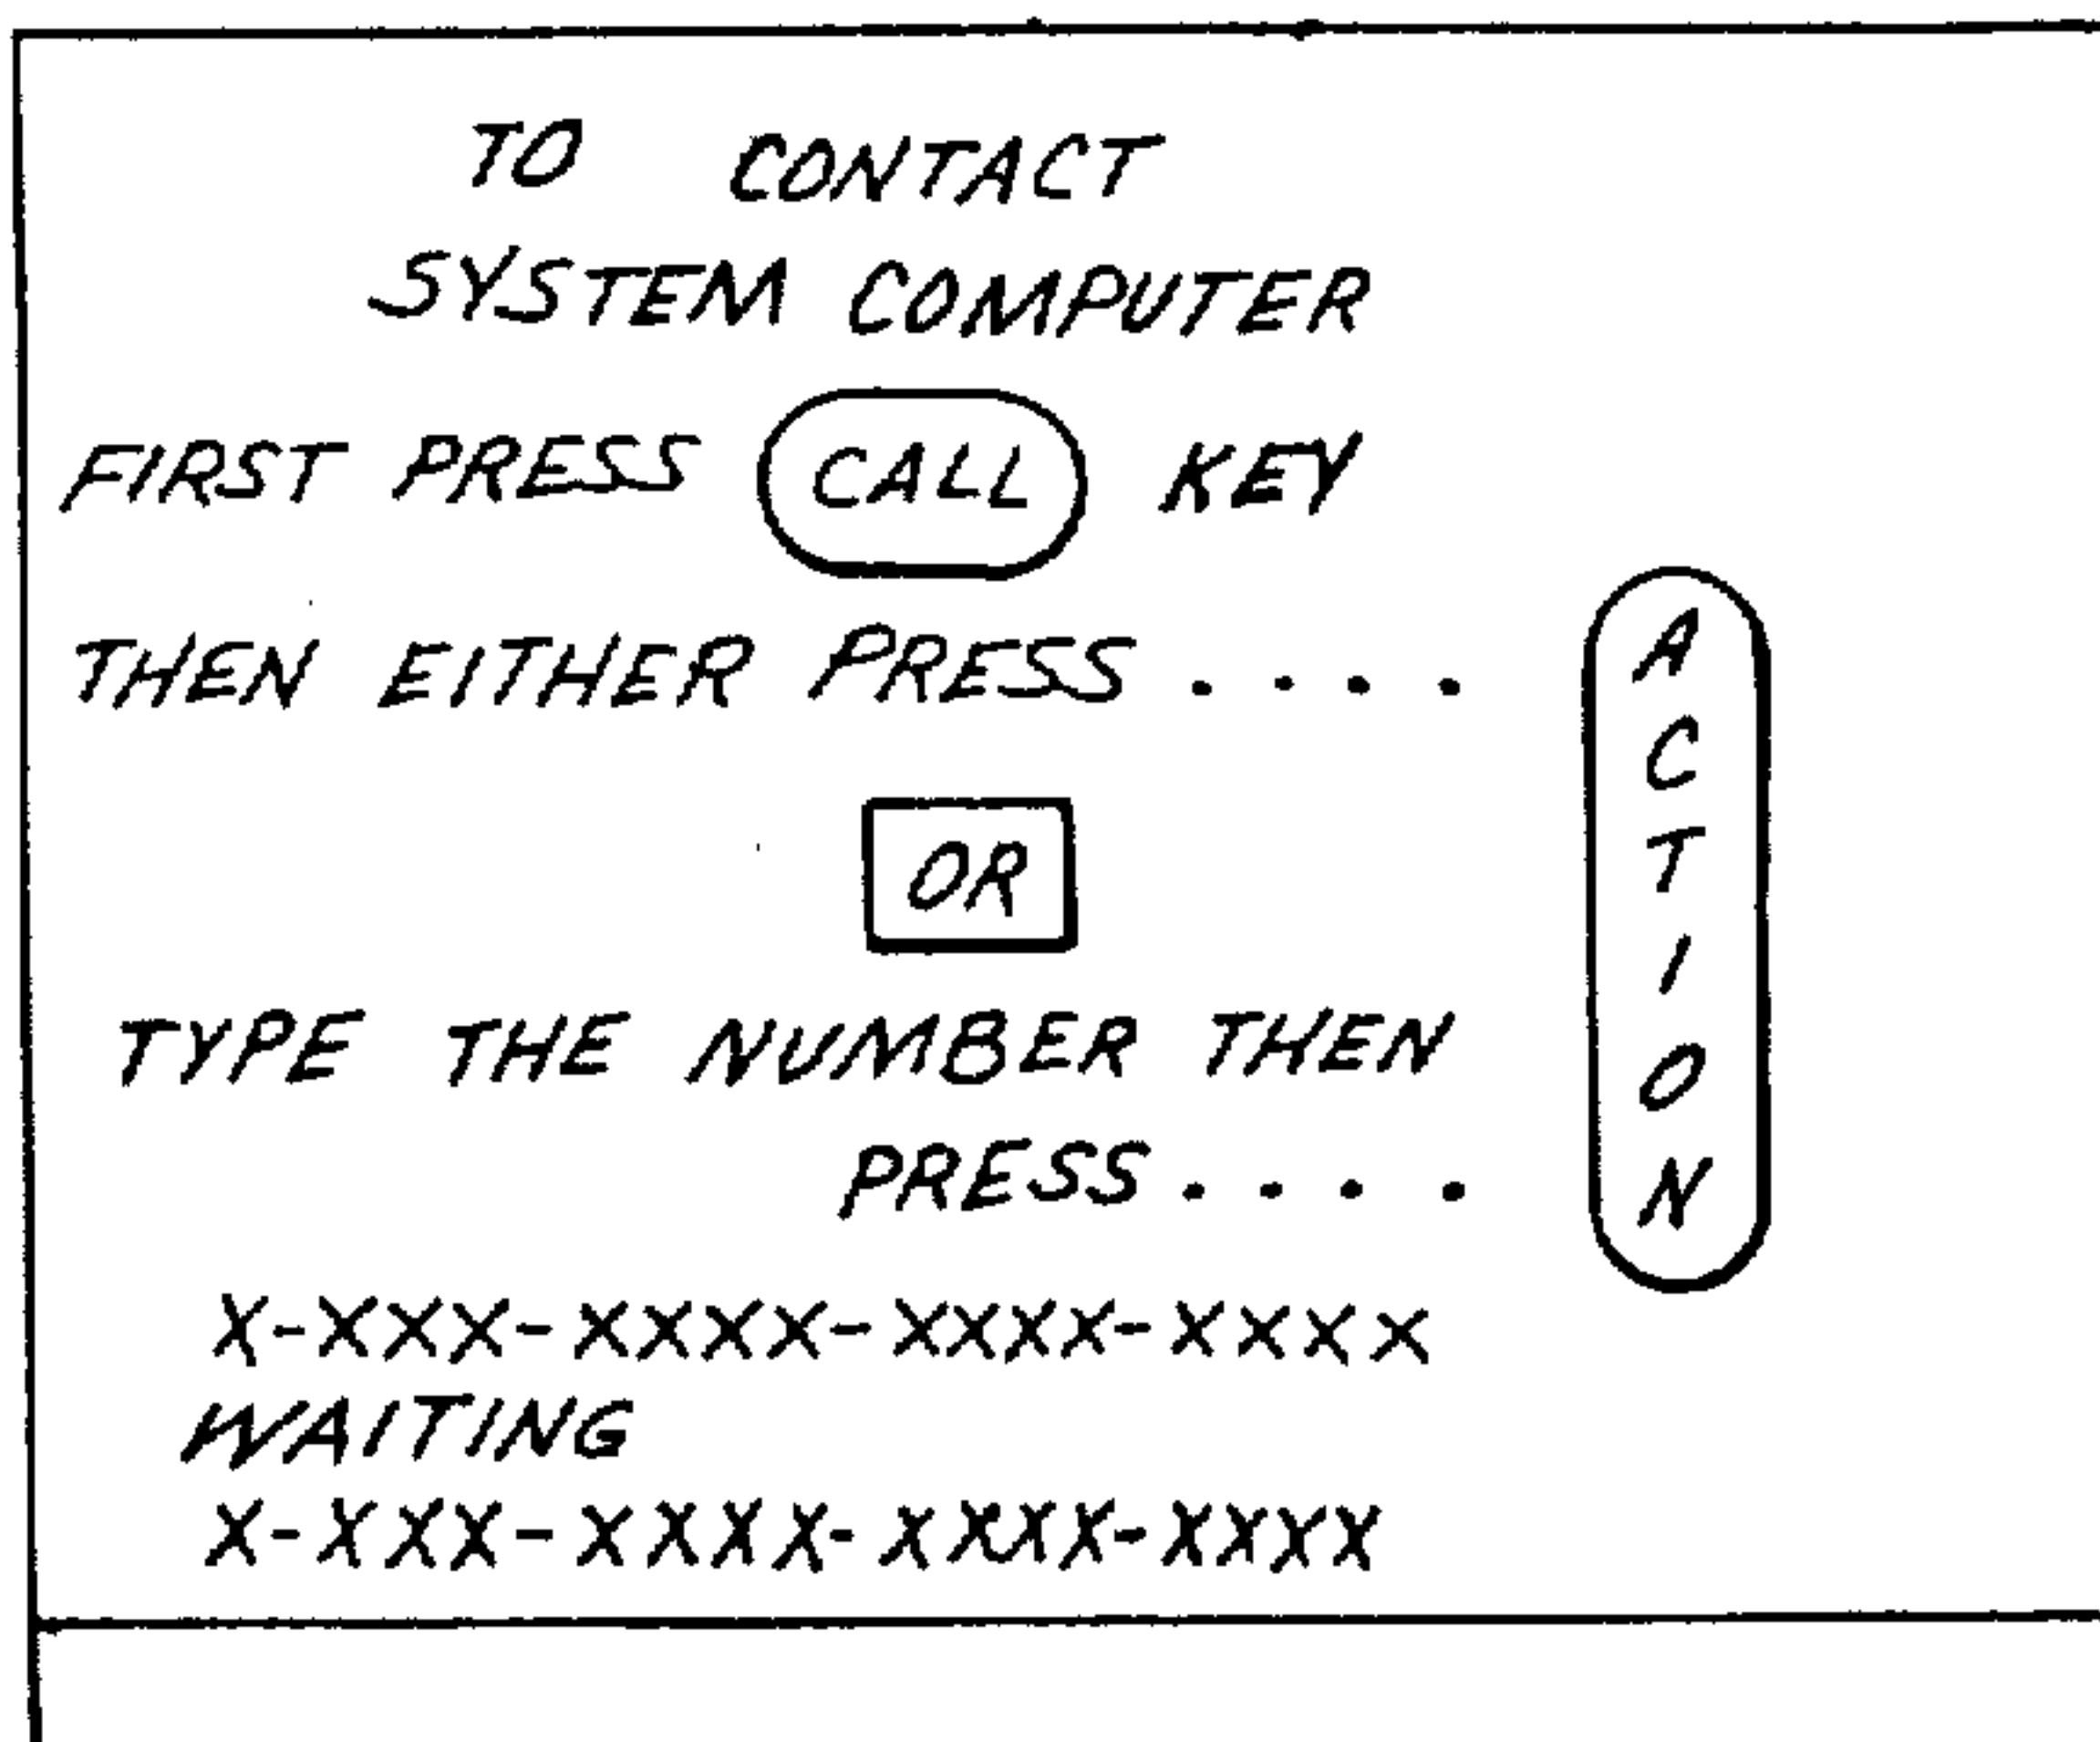 TO CONTACT
SYSTEM COMPUTER
FIRST PRESS CALL KEY
THEN EITHER PRESS....
OR
TYPE THE NUMBER THEN
PRESS....
ACTION
X-XXX-XXXX-XXXX-XXXX
WAITING
X-XXX-XXXX-XXXX-XXXX